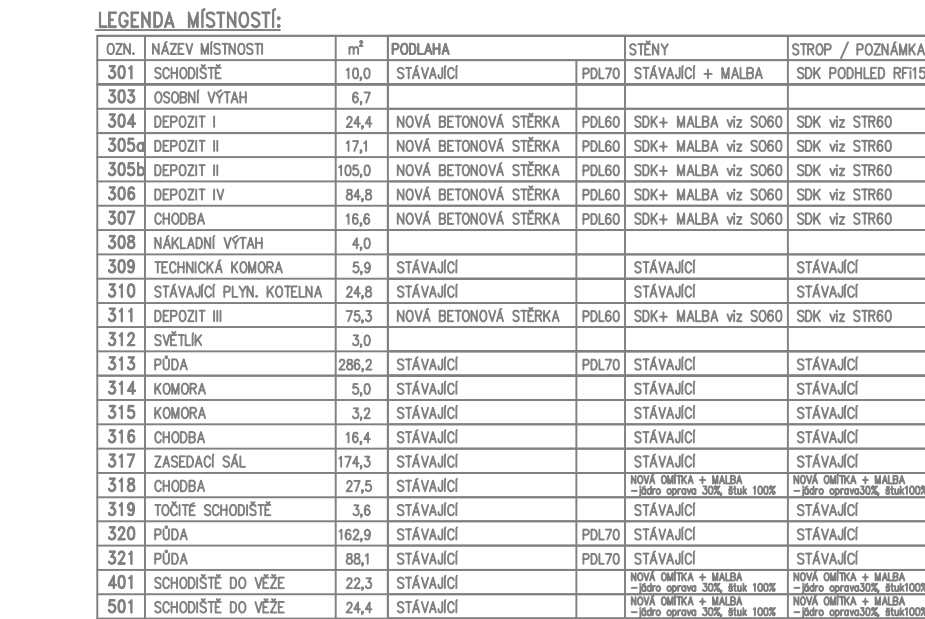 LEGENDA MÍSTNOSTÍ:
OZN. NÁZEV MÍSTNOSTI m² PODLAHA STĚNY STROP / POZNÁMKA
301 SCHODIŠTĚ 10,0 STÁVAJÍCÍ PDL70 STÁVAJÍCÍ + MALBA SDK PODHLED RFi15
303 OSOBNÍ VÝTAH 6,7
304 DEPOZIT I 24,4 NOVÁ BETONOVÁ STĚRKA PDL60 SDK+ MALBA viz SO60 SDK viz STR60
305a DEPOZIT II 17,1 NOVÁ BETONOVÁ STĚRKA PDL60 SDK+ MALBA viz SO60 SDK viz STR60
305b DEPOZIT II 105,0 NOVÁ BETONOVÁ STĚRKA PDL60 SDK+ MALBA viz SO60 SDK viz STR60
306 DEPOZIT IV 84,8 NOVÁ BETONOVÁ STĚRKA PDL60 SDK+ MALBA viz SO60 SDK viz STR60
307 CHODBA 16,6 NOVÁ BETONOVÁ STĚRKA PDL60 SDK+ MALBA viz SO60 SDK viz STR60
308 NÁKLADNÍ VÝTAH 4,0
309 TECHNICKÁ KOMORA 5,9 STÁVAJÍCÍ STÁVAJÍCÍ STÁVAJÍCÍ
310 STÁVAJÍCÍ PLYN. KOTELNA 24,8 STÁVAJÍCÍ STÁVAJÍCÍ STÁVAJÍCÍ
311 DEPOZIT III 75,3 NOVÁ BETONOVÁ STĚRKA PDL60 SDK+ MALBA viz SO60 SDK viz STR60
312 SVĚTLÍK 3,0
313 PŮDA 286,2 STÁVAJÍCÍ PDL70 STÁVAJÍCÍ STÁVAJÍCÍ
314 KOMORA 5,0 STÁVAJÍCÍ STÁVAJÍCÍ STÁVAJÍCÍ
315 KOMORA 3,2 STÁVAJÍCÍ STÁVAJÍCÍ STÁVAJÍCÍ
316 CHODBA 16,4 STÁVAJÍCÍ STÁVAJÍCÍ STÁVAJÍCÍ
317 ZASEDACÍ SÁL 174,3 STÁVAJÍCÍ STÁVAJÍCÍ STÁVAJÍCÍ
318 CHODBA 27,5 STÁVAJÍCÍ NOVÁ OMÍTKA + MALBA NOVÁ OMÍTKA + MALBA
-jádro oprava 30%, štuk 100% -jádro oprava30%, štuk100%
319 TOČITÉ SCHODIŠTĚ 3,6 STÁVAJÍCÍ STÁVAJÍCÍ STÁVAJÍCÍ
320 PŮDA 162,9 STÁVAJÍCÍ PDL70 STÁVAJÍCÍ STÁVAJÍCÍ
321 PŮDA 88,1 STÁVAJÍCÍ PDL70 STÁVAJÍCÍ STÁVAJÍCÍ
401 SCHODIŠTĚ DO VĚŽE 22,3 STÁVAJÍCÍ NOVÁ OMÍTKA + MALBA NOVÁ OMÍTKA + MALBA
-jádro oprava 30%, štuk 100% -jádro oprava30%, štuk100%
501 SCHODIŠTĚ DO VĚŽE 24,4 STÁVAJÍCÍ NOVÁ OMÍTKA + MALBA NOVÁ OMÍTKA + MALBA
-jádro oprava 30%, štuk 100% -jádro oprava30%, štuk100%